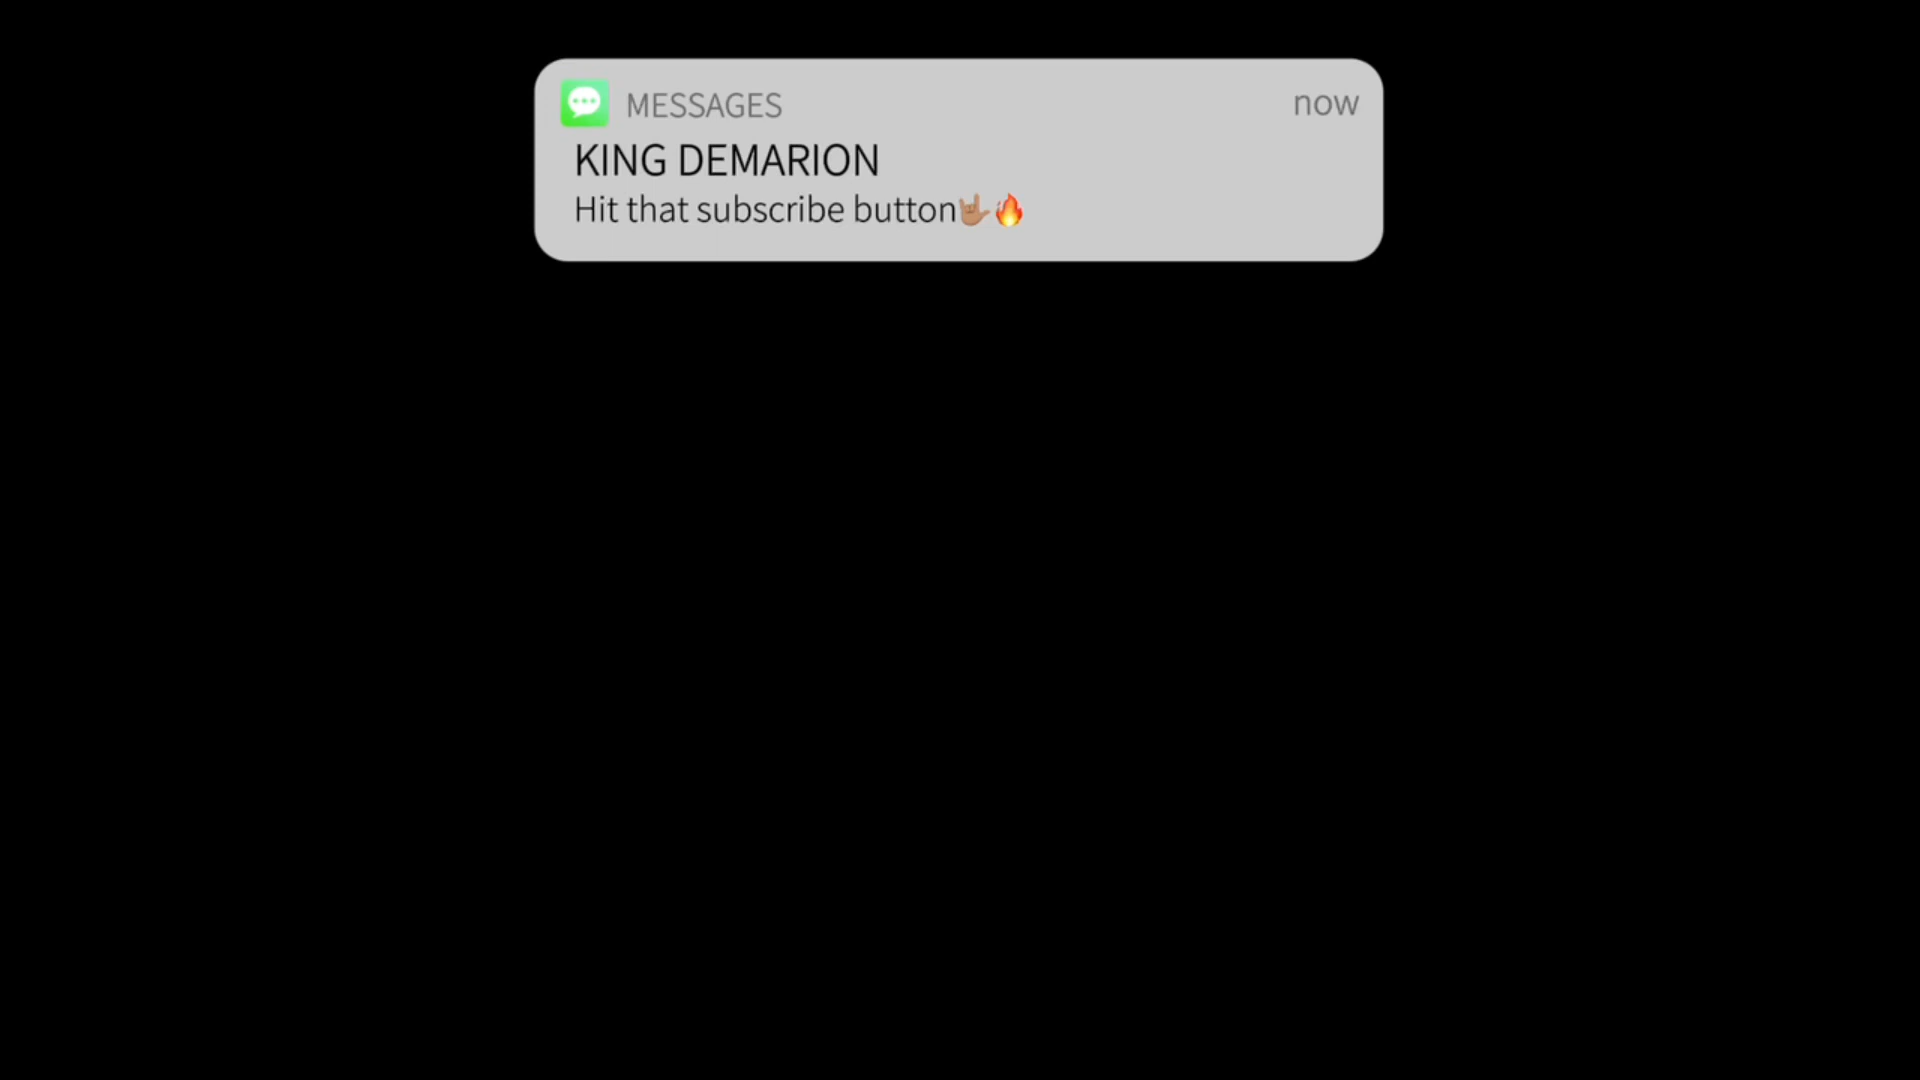 MESSAGES now
KING DEMARION
Hit that subscribe button🤟🏽🔥